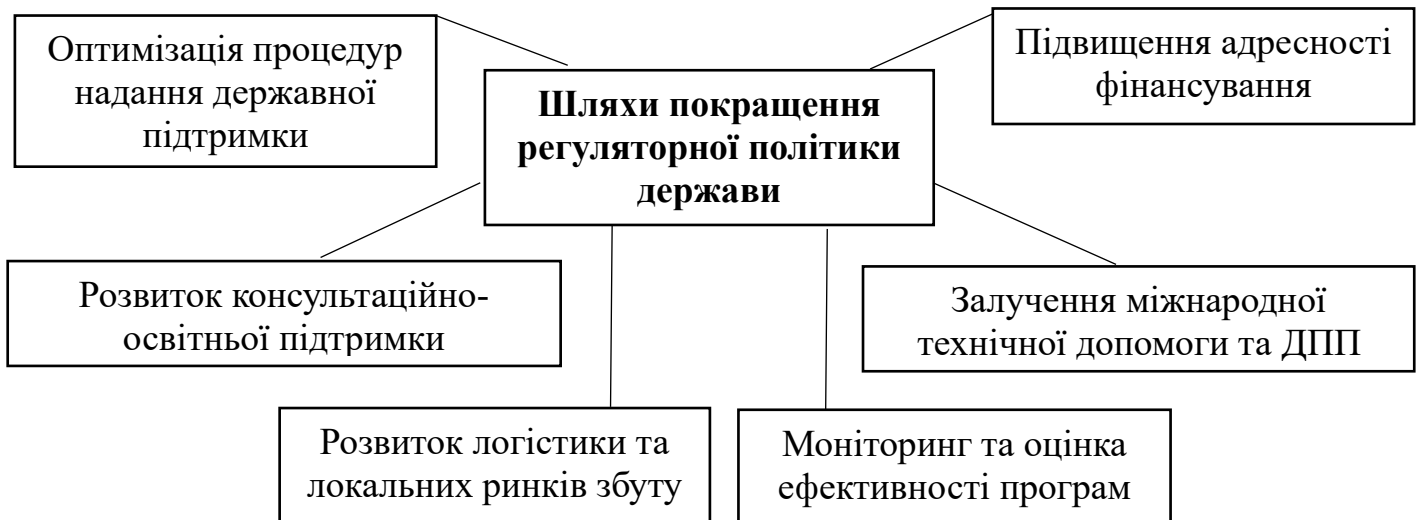 Оптимізація процедур
надання державної
підтримки
Шляхи покращення
регуляторної політики
держави
Підвищення адресності
фінансування
Розвиток консультаційно-
освітньої підтримки
Залучення міжнародної
технічної допомоги та ДПП
Розвиток логістики та
локальних ринків збуту
Моніторинг та оцінка
ефективності програм